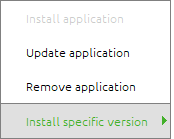 Install application
Update application
Remove application
Install specific version